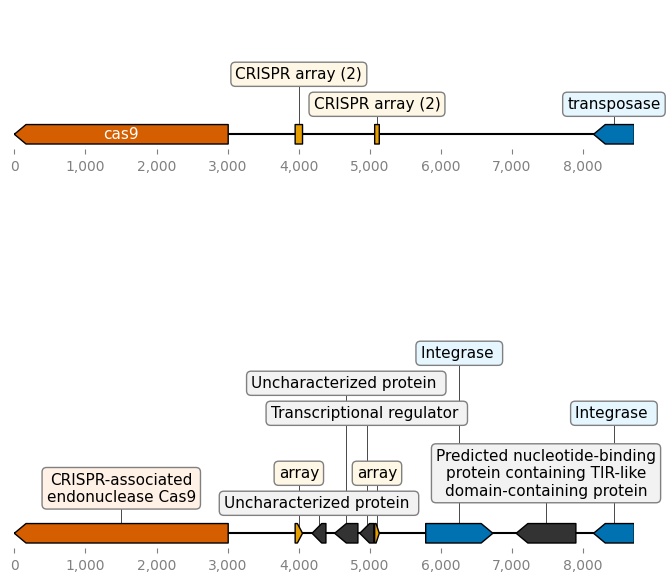 CRISPR array (2)
CRISPR array (2)
transposase
cas9
0 1,000 2,000 3,000 4,000 5,000 6,000 7,000 8,000
Integrase
Uncharacterized protein
Transcriptional regulator
Integrase
Predicted nucleotide-binding
protein containing TIR-like
domain-containing protein
CRISPR-associated
endonuclease Cas9
array
array
Uncharacterized protein
0 1,000 2,000 3,000 4,000 5,000 6,000 7,000 8,000